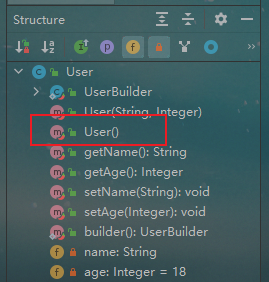 Structure
User
UserBuilder
User(String, Integer)
User()
getName(): String
getAge(): Integer
setName(String): void
setAge(Integer): void
builder(): UserBuilder
name: String
age: Integer = 18